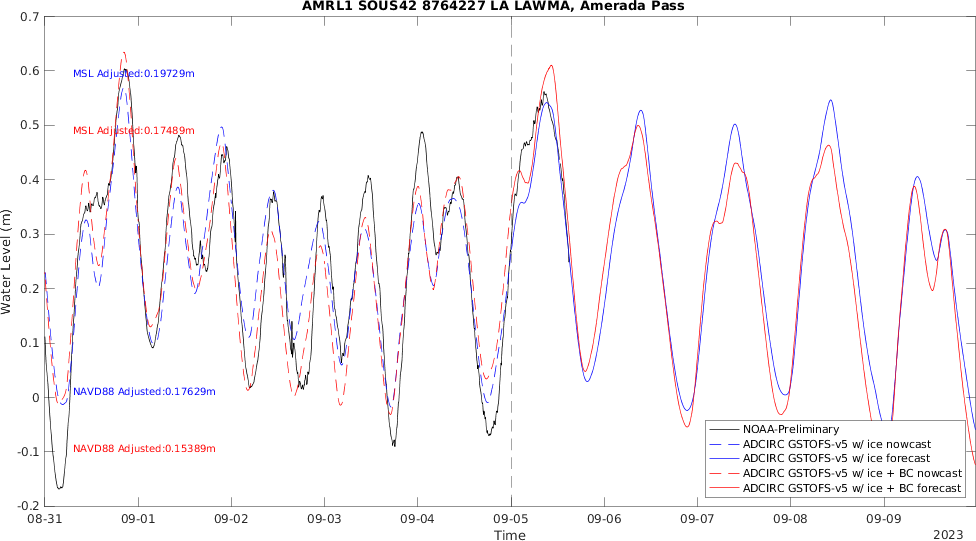 AMRL1 SOUS42 8764227 LA LAWMA, Amerada Pass
0.7
0.6
0.5
0.4
0.3
0.2
0.1
0
-0.1
-0.2
Water Level (m)
MSL Adjusted:0.19729m
MSL Adjusted:0.17489m
NAVD88 Adjusted:0.17629m
NAVD88 Adjusted:0.15389m
NOAA-Preliminary
ADCIRC GSTOFS-v5 w/ ice nowcast
ADCIRC GSTOFS-v5 w/ ice forecast
ADCIRC GSTOFS-v5 w/ ice + BC nowcast
ADCIRC GSTOFS-v5 w/ ice + BC forecast
08-31 09-01 09-02 09-03 09-04 09-05 09-06 09-07 09-08 09-09
Time
2023